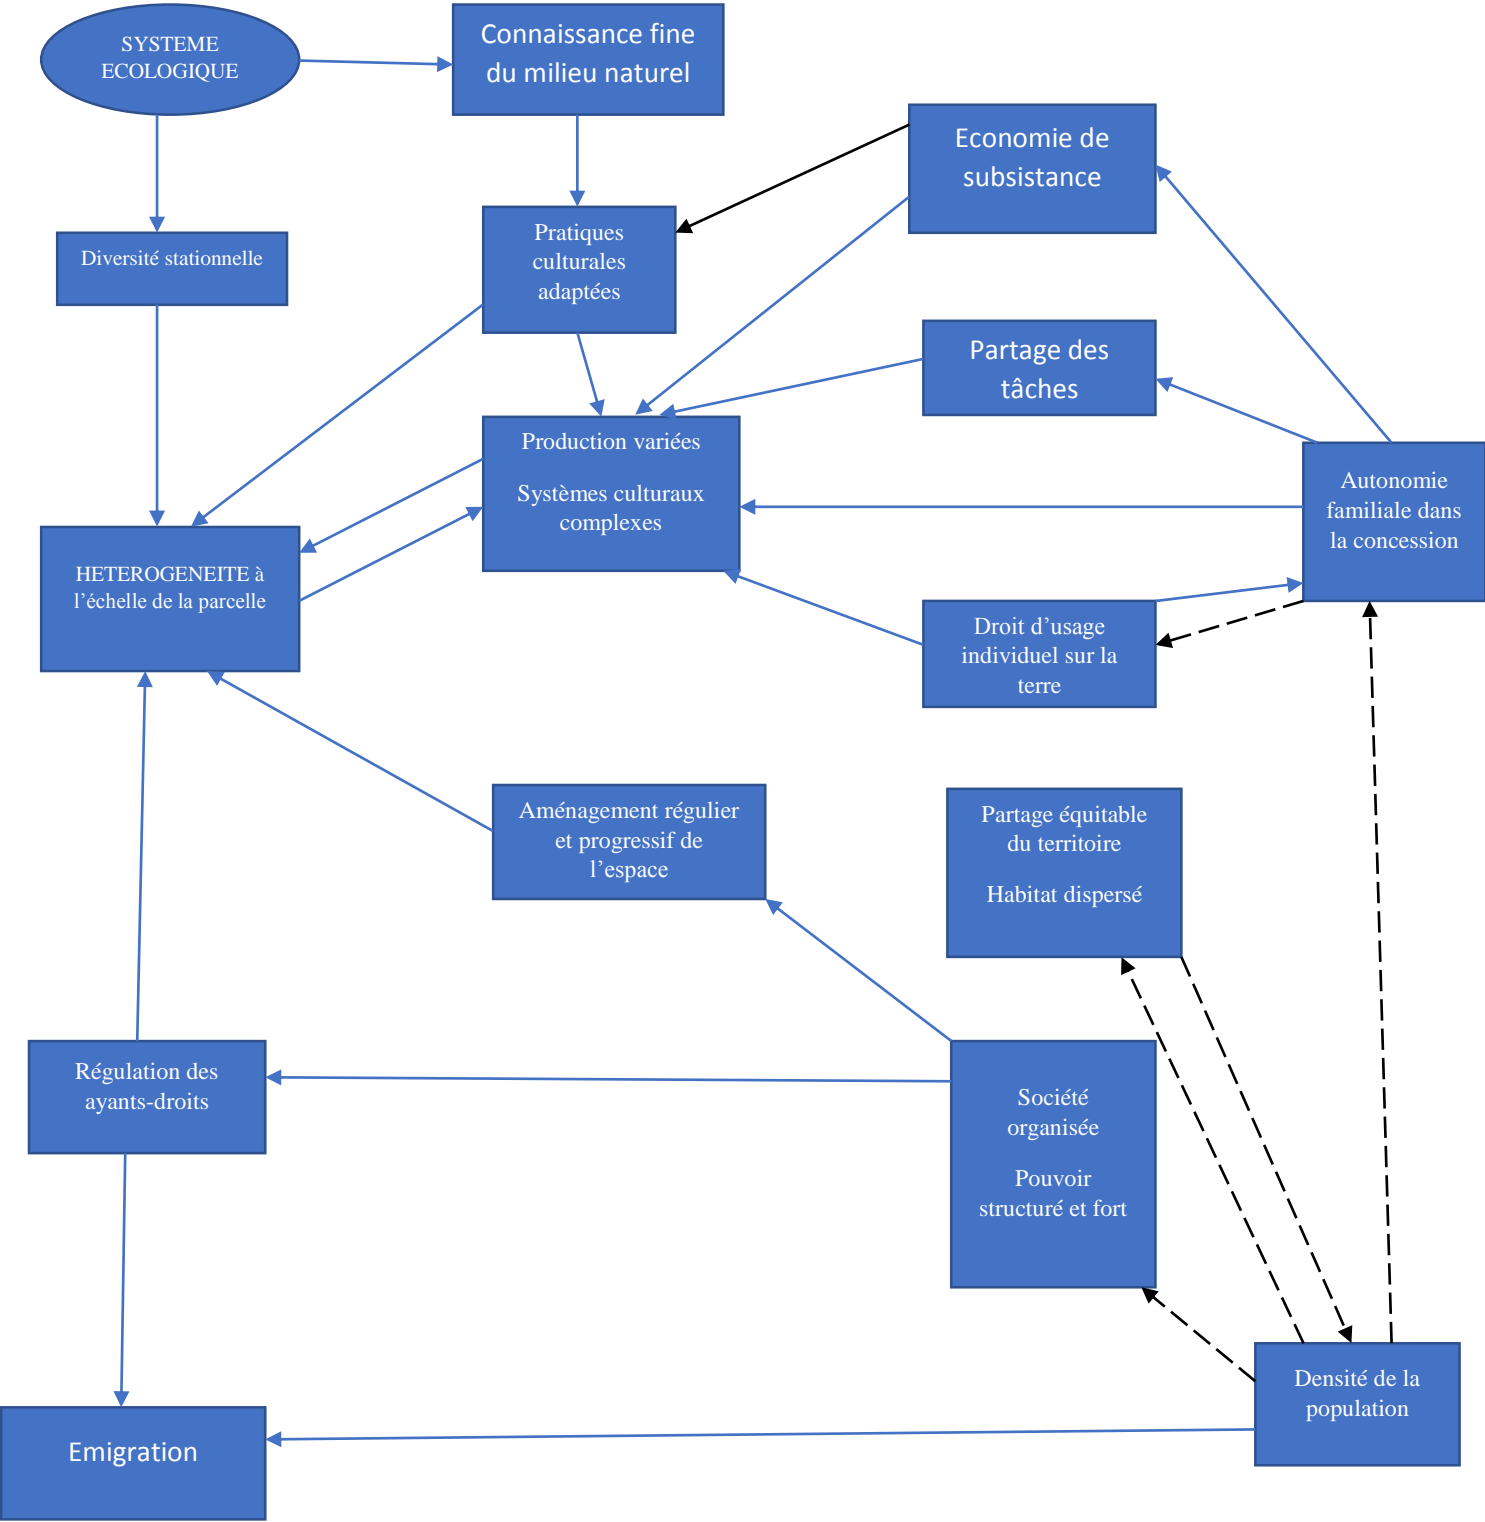 SYSTEME
ECOLOGIQUE
Connaissance fine
du milieu naturel
Economie de
subsistance
Pratiques
culturales
adaptées
Diversité stationnelle
Partage des
tâches
Production variées
Systèmes culturaux
complexes
Autonomie
familiale dans
la concession
HETEROGENEITE à
l’échelle de la parcelle
Droit d’usage
individuel sur la
terre
Aménagement régulier
et progressif de
l’espace
Partage équitable
du territoire
Habitat dispersé
Régulation des
ayants-droits
Société
organisée
Pouvoir
structuré et fort
Densité de la
population
Emigration